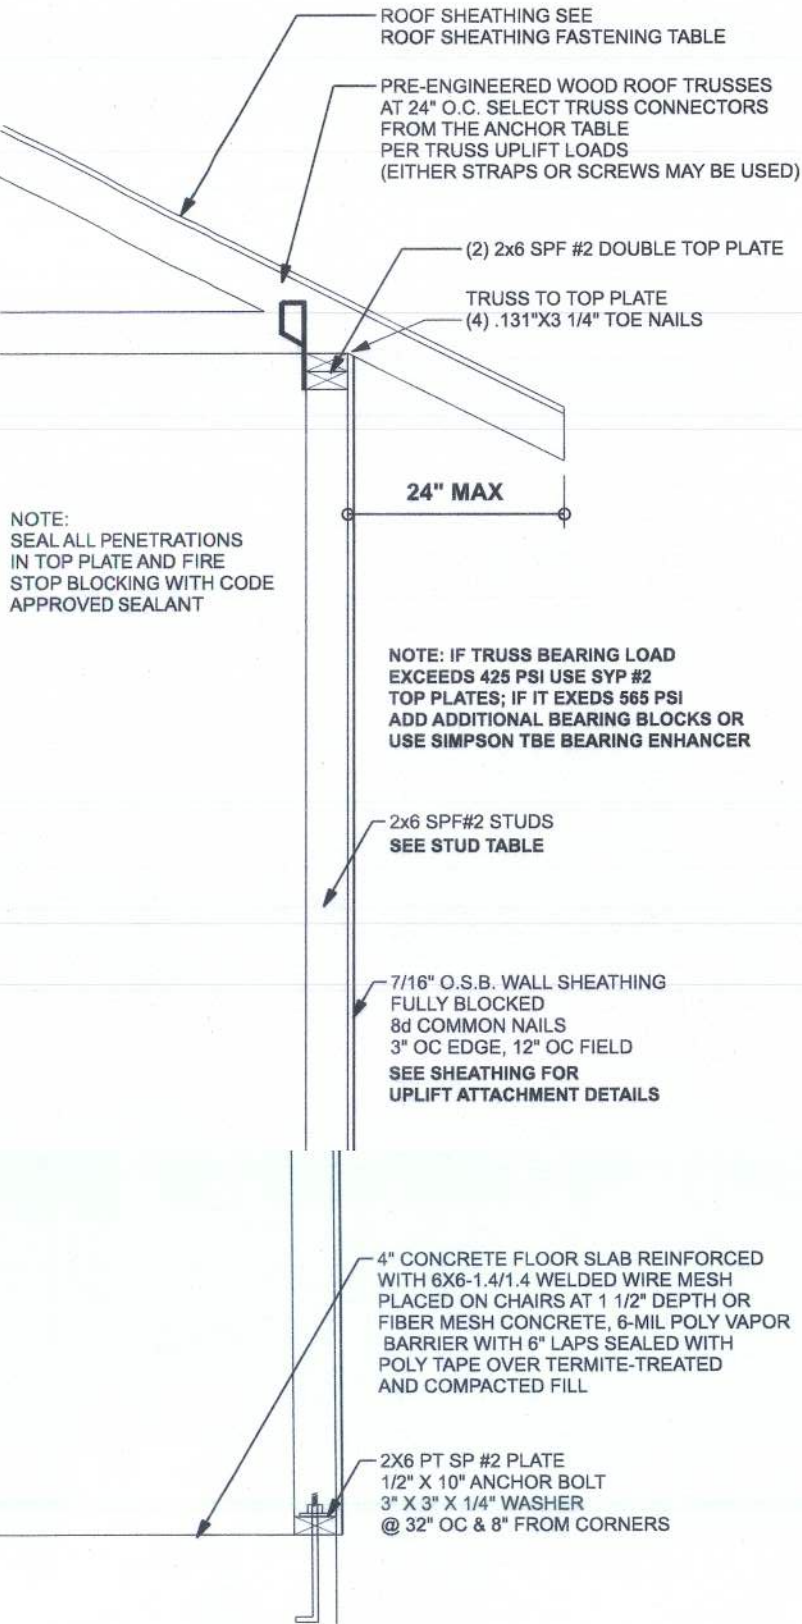 ROOF SHEATHING SEE
ROOF SHEATHING FASTENING TABLE
PRE-ENGINEERED WOOD ROOF TRUSSES
AT 24" O.C. SELECT TRUSS CONNECTORS
FROM THE ANCHOR TABLE
PER TRUSS UPLIFT LOADS
(EITHER STRAPS OR SCREWS MAY BE USED)
(2) 2x6 SPF #2 DOUBLE TOP PLATE
TRUSS TO TOP PLATE
(4) .131"X3 1/4" TOE NAILS
24" MAX
NOTE:
SEAL ALL PENETRATIONS
IN TOP PLATE AND FIRE
STOP BLOCKING WITH CODE
APPROVED SEALANT
NOTE: IF TRUSS BEARING LOAD
EXCEEDS 425 PSI USE SYP #2
TOP PLATES; IF IT EXEDS 565 PSI
ADD ADDITIONAL BEARING BLOCKS OR
USE SIMPSON TBE BEARING ENHANCER
2x6 SPF#2 STUDS
SEE STUD TABLE
7/16" O.S.B. WALL SHEATHING
FULLY BLOCKED
8d COMMON NAILS
3" OC EDGE, 12" OC FIELD
SEE SHEATHING FOR
UPLIFT ATTACHMENT DETAILS
4" CONCRETE FLOOR SLAB REINFORCED
WITH 6X6-1.4/1.4 WELDED WIRE MESH
PLACED ON CHAIRS AT 1 1/2" DEPTH OR
FIBER MESH CONCRETE, 6-MIL POLY VAPOR
BARRIER WITH 6" LAPS SEALED WITH
POLY TAPE OVER TERMITE-TREATED
AND COMPACTED FILL
2X6 PT SP #2 PLATE
1/2" X 10" ANCHOR BOLT
3" X 3" X 1/4" WASHER
@ 32" OC & 8" FROM CORNERS